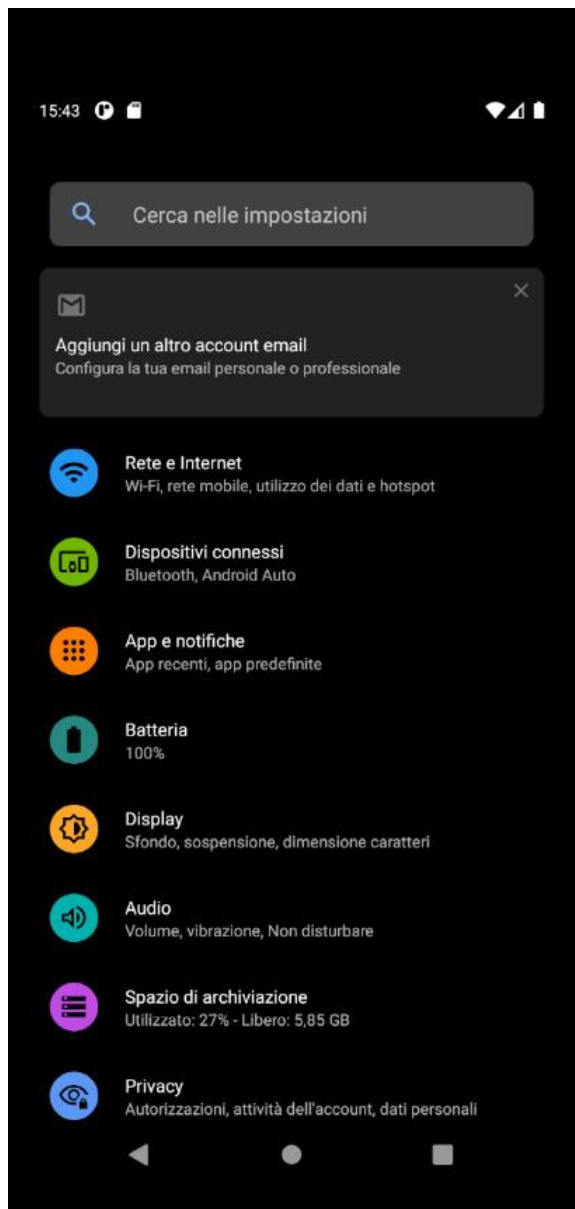 15:43
Cerca nelle impostazioni
Aggiungi un altro account email
Configura la tua email personale o professionale
Rete e Internet
Wi-Fi, rete mobile, utilizzo dei dati e hotspot
Dispositivi connessi
Bluetooth, Android Auto
App e notifiche
App recenti, app predefinite
Batteria
100%
Display
Sfondo, sospensione, dimensione caratteri
Audio
Volume, vibrazione, Non disturbare
Spazio di archiviazione
Utilizzato: 27% - Libero: 5,85 GB
Privacy
Autorizzazioni, attività dell'account, dati personali